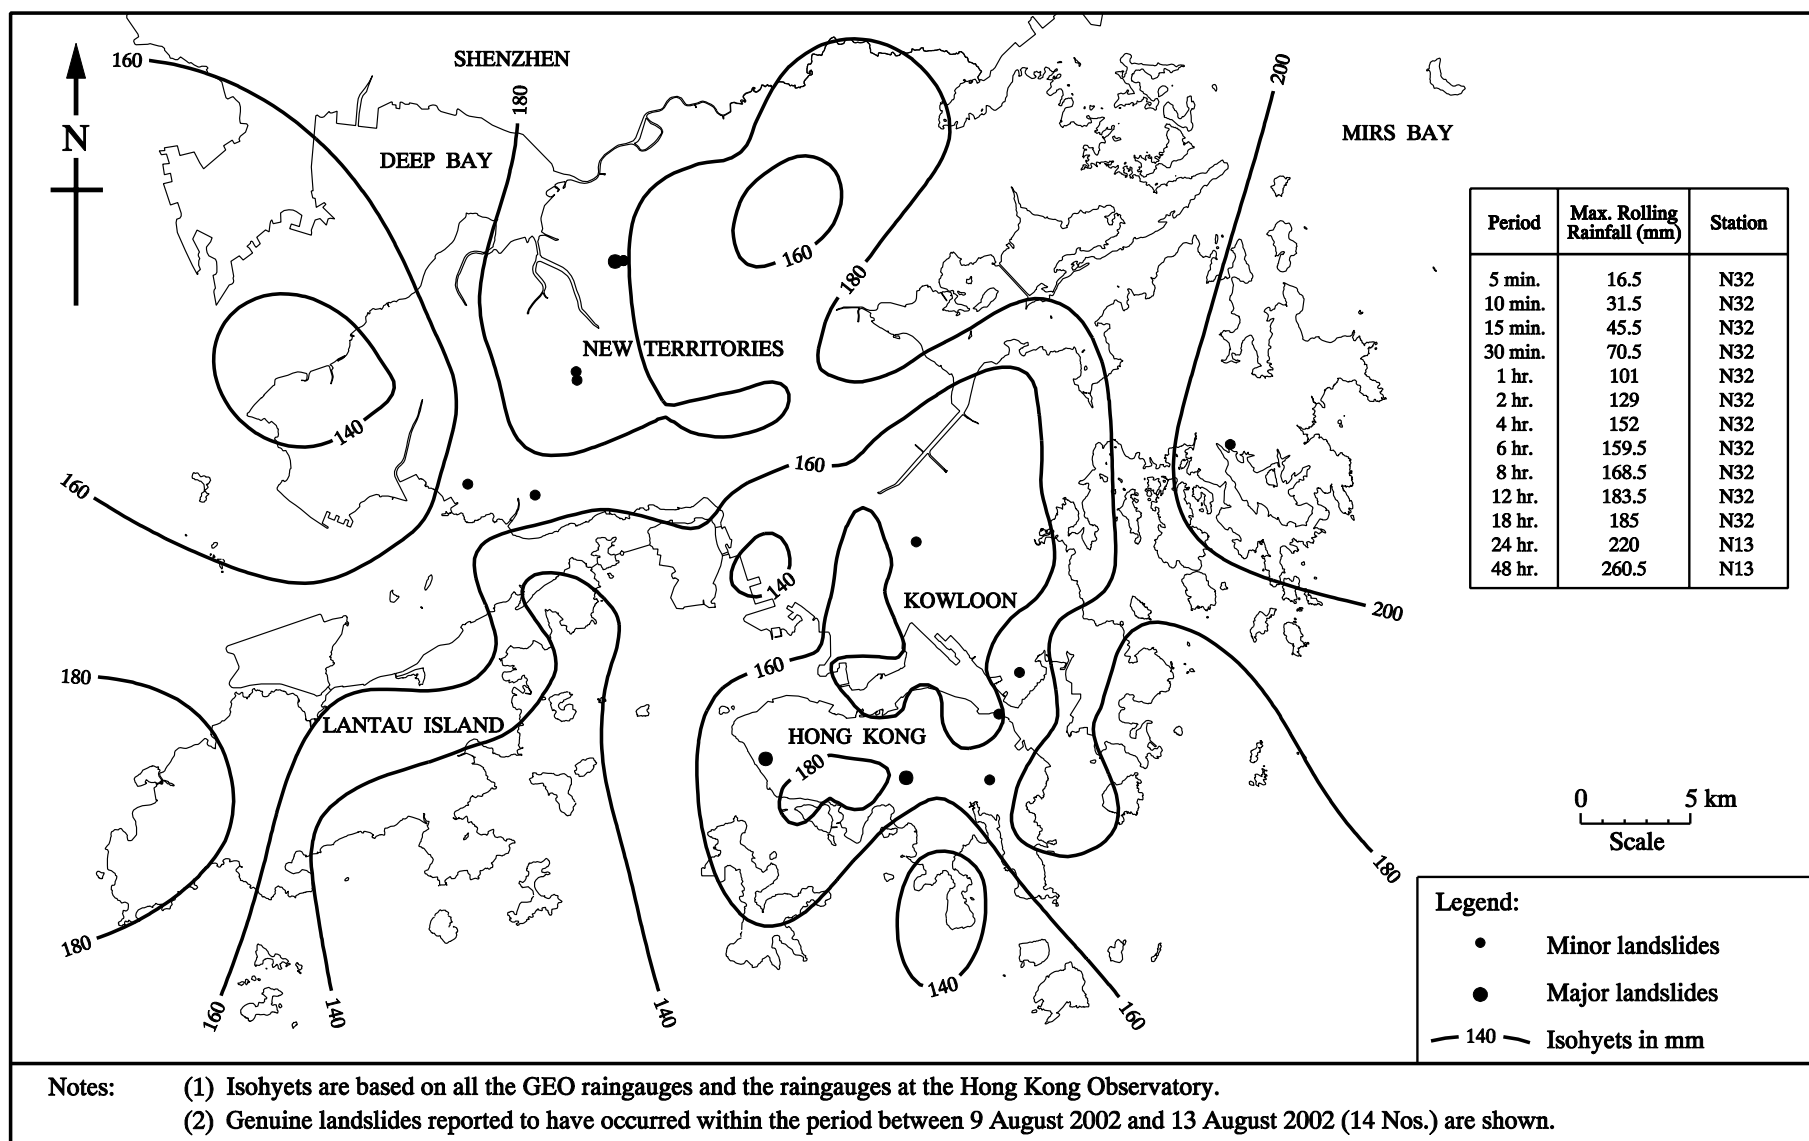 160
SHENZHEN
180
200
N
DEEP BAY
MIRS BAY
Period Max. Rolling Rainfall (mm) Station
5 min. 16.5 N32
10 min. 31.5 N32
15 min. 45.5 N32
30 min. 70.5 N32
1 hr. 101 N32
2 hr. 129 N32
4 hr. 152 N32
6 hr. 159.5 N32
8 hr. 168.5 N32
12 hr. 183.5 N32
18 hr. 185 N32
24 hr. 220 N13
48 hr. 260.5 N13
160
180
NEW TERRITORIES
140
160
160
140
KOWLOON
200
160
180
LANTAU ISLAND
HONG KONG
180
0 5 km
Scale
180
180
140
160
140
140
160
Legend:
Minor landslides
Major landslides
140 Isohyets in mm
Notes: (1) Isohyets are based on all the GEO raingauges and the raingauges at the Hong Kong Observatory.
(2) Genuine landslides reported to have occurred within the period between 9 August 2002 and 13 August 2002 (14 Nos.) are shown.